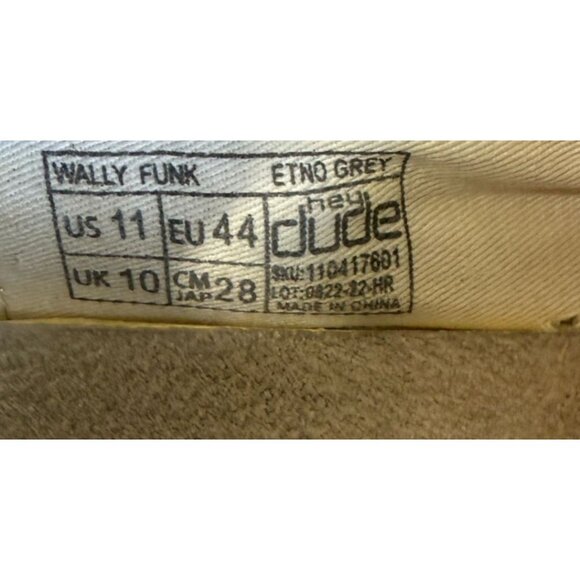 WALLY FUNK ETNO GREY
US 11 EU 44 hey dude
UK 10 CM JAP 28
SKU:110417601
LOT:0822-22-HR
MADE IN CHINA